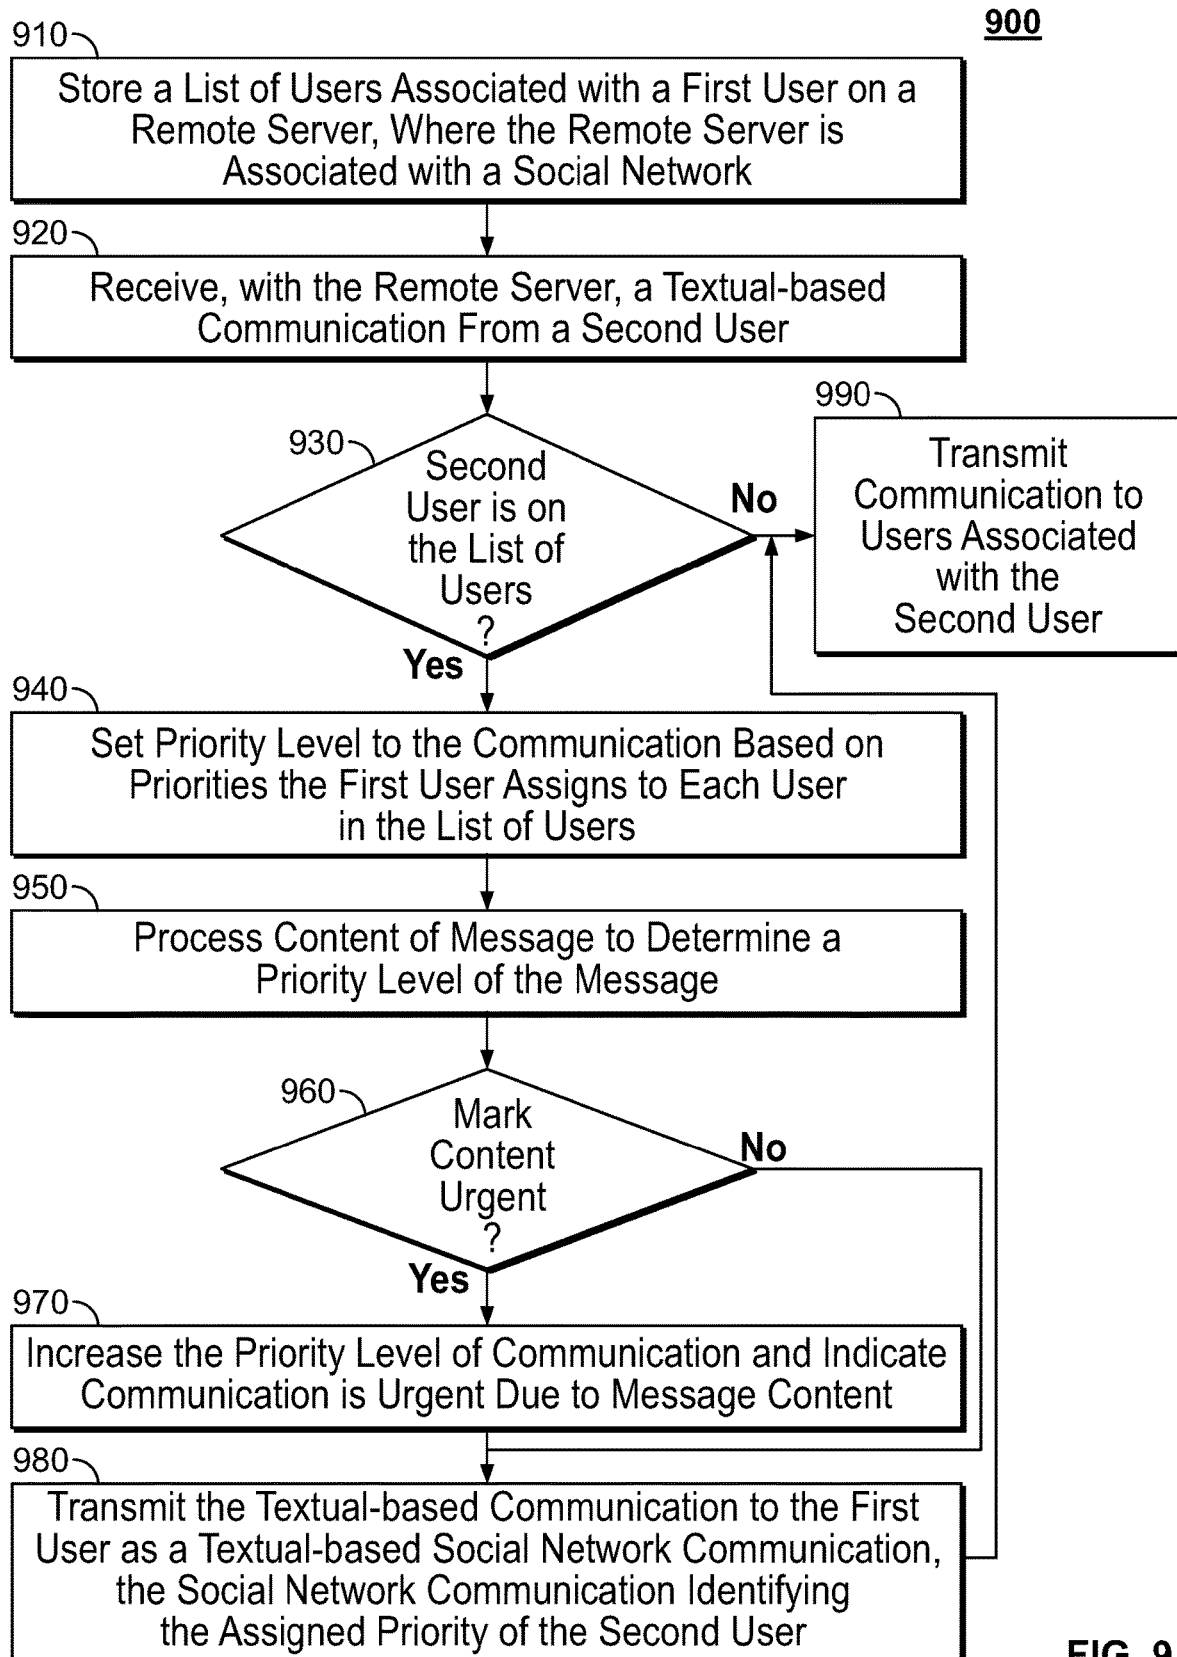 900
910
Store a List of Users Associated with a First User on a
Remote Server, Where the Remote Server is
Associated with a Social Network
920
Receive, with the Remote Server, a Textual-based
Communication From a Second User
930
Second
User is on
the List of
Users
?
No
Yes
990
Transmit
Communication to
Users Associated
with the
Second User
940
Set Priority Level to the Communication Based on
Priorities the First User Assigns to Each User
in the List of Users
950
Process Content of Message to Determine a
Priority Level of the Message
960
Mark
Content
Urgent
?
No
Yes
970
Increase the Priority Level of Communication and Indicate
Communication is Urgent Due to Message Content
980
Transmit the Textual-based Communication to the First
User as a Textual-based Social Network Communication,
the Social Network Communication Identifying
the Assigned Priority of the Second User
FIG. 9